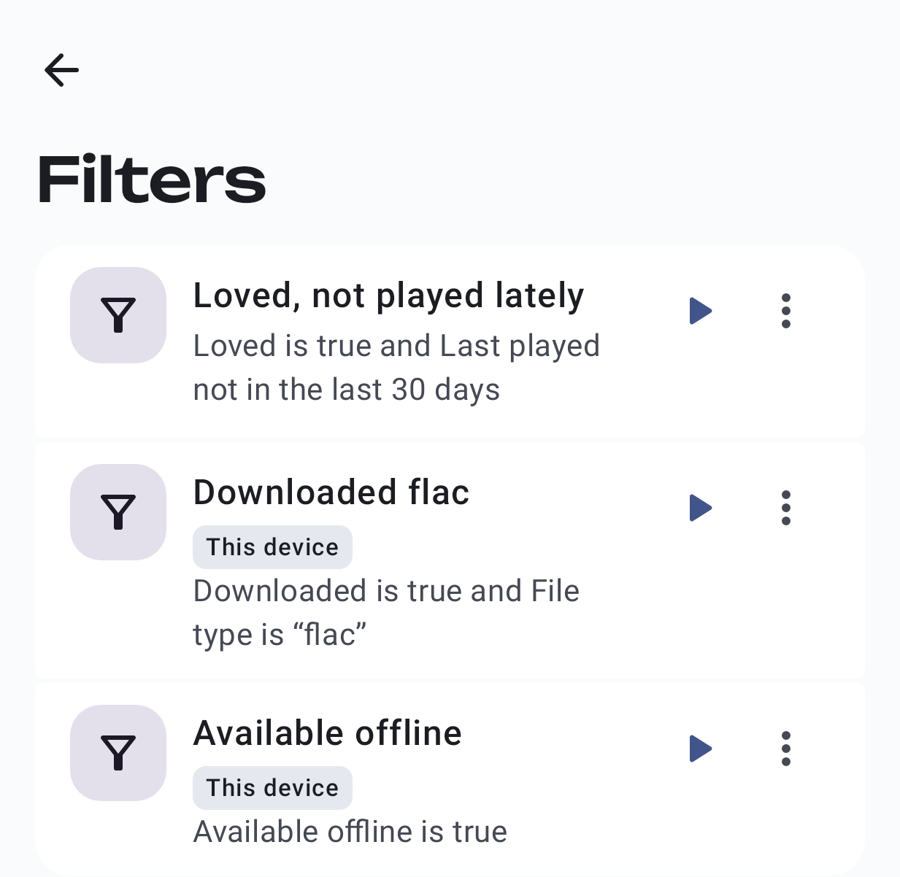 Filters
Loved, not played lately
Loved is true and Last played
not in the last 30 days
Downloaded flac
This device
Downloaded is true and File
type is “flac”
Available offline
This device
Available offline is true